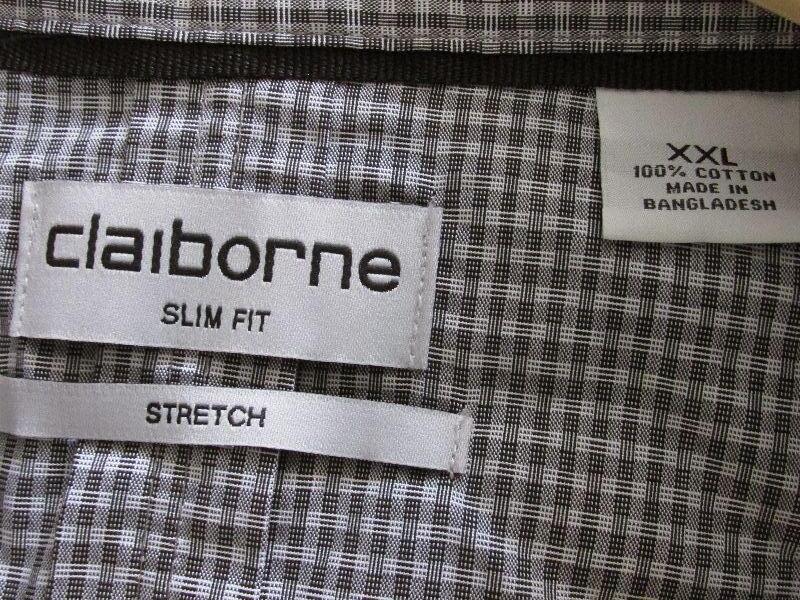 claiborne
SLIM FIT
STRETCH
XXL
100% COTTON
MADE IN
BANGLADESH